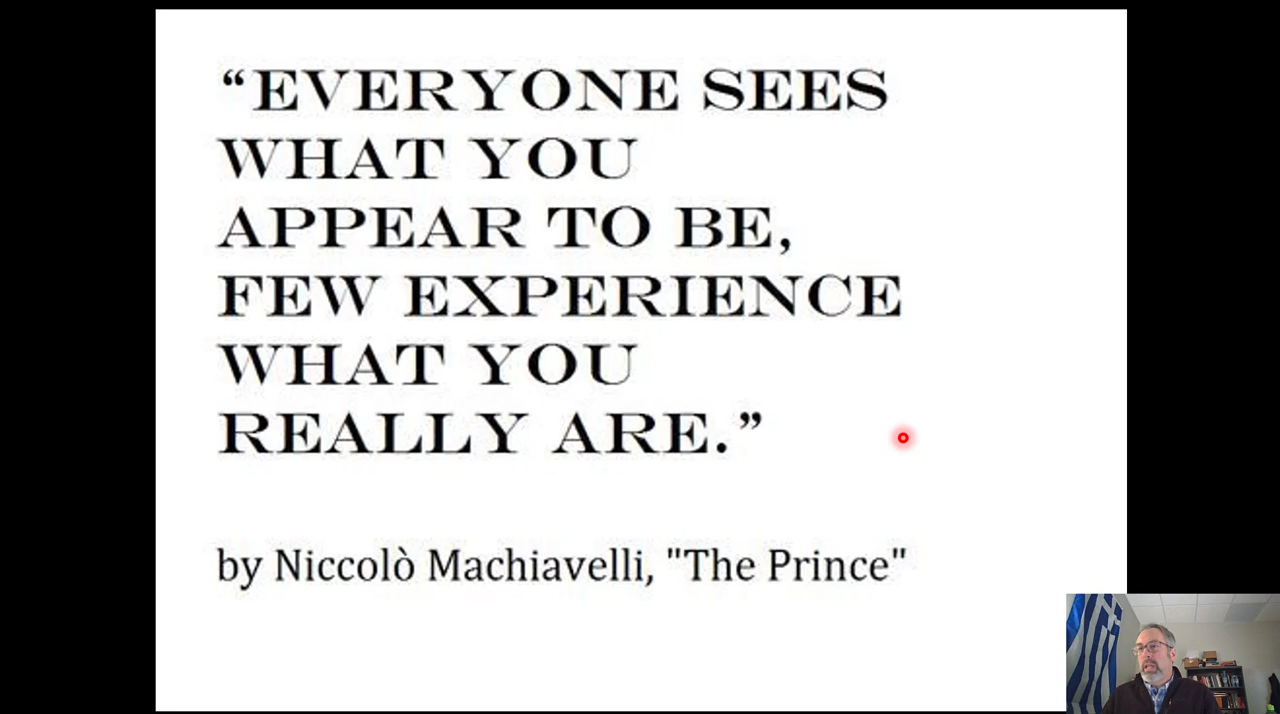 “EVERYONE SEES
WHAT YOU
APPEAR TO BE,
FEW EXPERIENCE
WHAT YOU
REALLY ARE.”
by Niccolò Machiavelli, "The Prince"